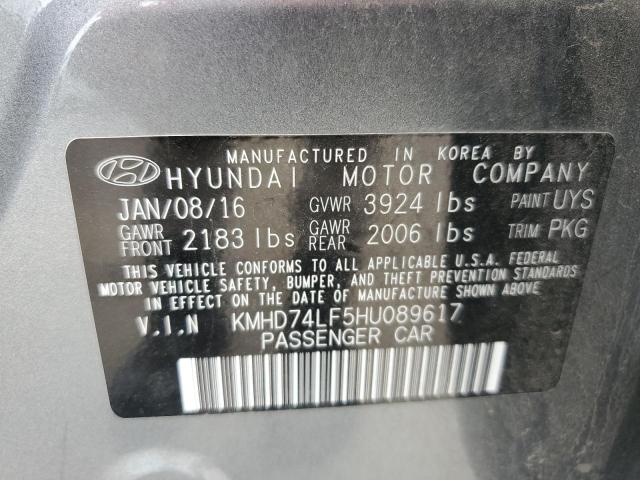 MANUFACTURED IN KOREA BY
HYUNDAI MOTOR COMPANY
JAN/08/16 GVWR 3924 lbs PAINT UYS
GAWR FRONT 2183 lbs GAWR REAR 2006 lbs TRIM PKG
THIS VEHICLE CONFORMS TO ALL APPLICABLE U.S.A. FEDERAL
MOTOR VEHICLE SAFETY, BUMPER, AND THEFT PREVENTION STANDARDS
IN EFFECT ON THE DATE OF MANUFACTURE SHOWN ABOVE.
V.I.N KMHD74LF5HU089617
PASSENGER CAR